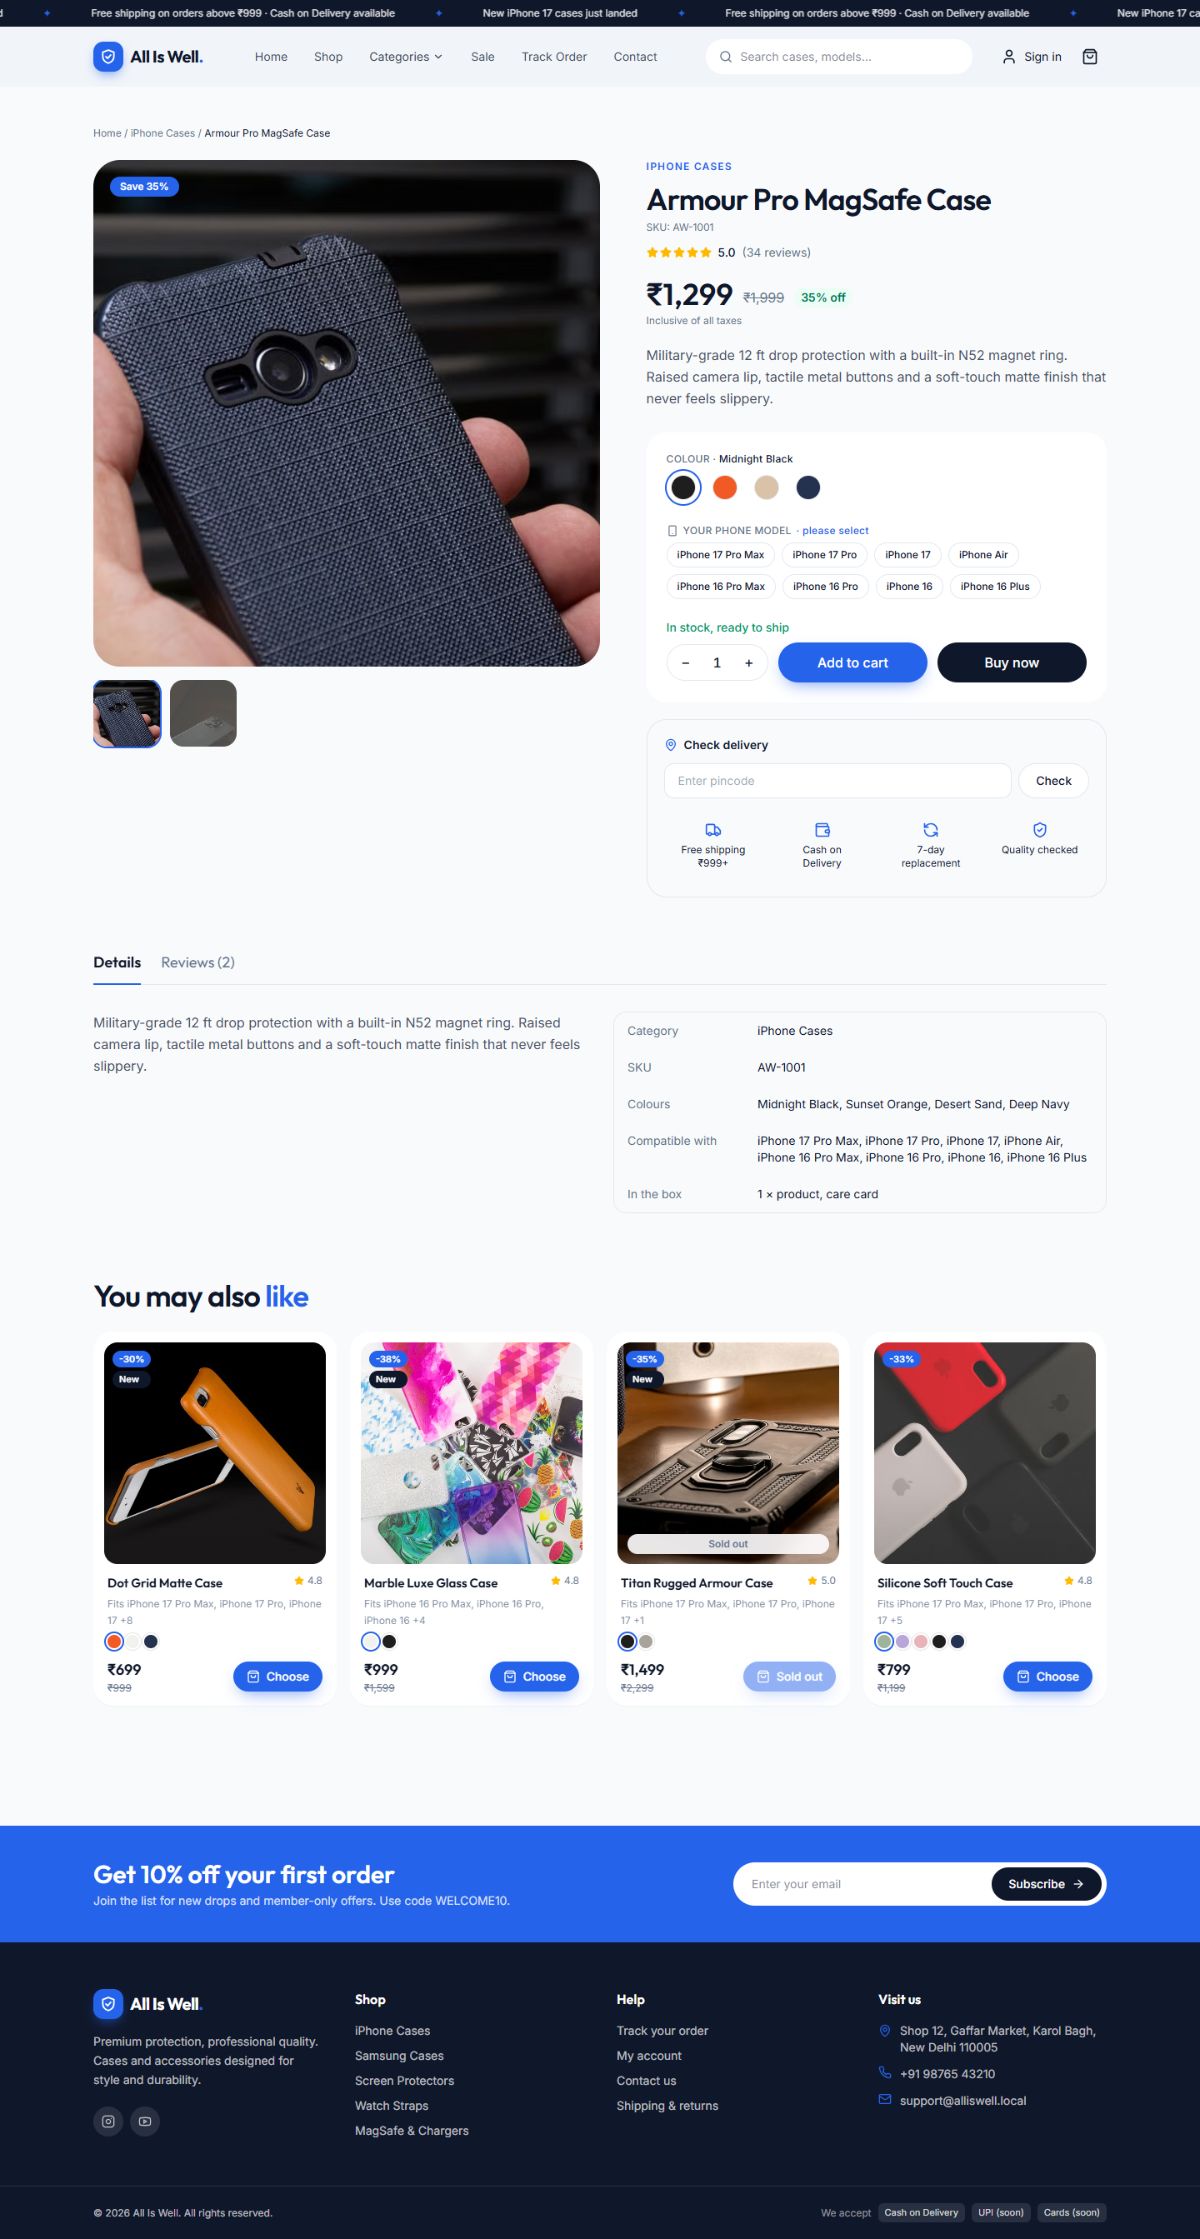 Free shipping on orders above ₹999 · Cash on Delivery available ✦ New iPhone 17 cases just landed ✦ Free shipping on orders above ₹999 · Cash on Delivery available ✦ New iPhone 17 ca
All Is Well.
Home Shop Categories Sale Track Order Contact
Search cases, models...
Sign in
Home / iPhone Cases / Armour Pro MagSafe Case
Save 35%
IPHONE CASES
Armour Pro MagSafe Case
SKU: AW-1001
5.0 (34 reviews)
₹1,299 ₹1,999 35% off
Inclusive of all taxes
Military-grade 12 ft drop protection with a built-in N52 magnet ring.
Raised camera lip, tactile metal buttons and a soft-touch matte finish that
never feels slippery.
COLOUR · Midnight Black
YOUR PHONE MODEL · please select
iPhone 17 Pro Max iPhone 17 Pro iPhone 17 iPhone Air
iPhone 16 Pro Max iPhone 16 Pro iPhone 16 iPhone 16 Plus
In stock, ready to ship
− 1 + Add to cart Buy now
Check delivery
Enter pincode Check
Free shipping
₹999+
Cash on
Delivery
7-day
replacement
Quality checked
Details Reviews (2)
Military-grade 12 ft drop protection with a built-in N52 magnet ring. Raised
camera lip, tactile metal buttons and a soft-touch matte finish that never feels
slippery.
Category iPhone Cases
SKU AW-1001
Colours Midnight Black, Sunset Orange, Desert Sand, Deep Navy
Compatible with iPhone 17 Pro Max, iPhone 17 Pro, iPhone 17, iPhone Air,
iPhone 16 Pro Max, iPhone 16 Pro, iPhone 16, iPhone 16 Plus
In the box 1 × product, care card
You may also like
-30%
New
Dot Grid Matte Case 4.8
Fits iPhone 17 Pro Max, iPhone 17 Pro, iPhone
17 +8
₹699
₹999
Choose
-38%
New
Marble Luxe Glass Case 4.8
Fits iPhone 16 Pro Max, iPhone 16 Pro,
iPhone 16 +4
₹999
₹1,599
Choose
-35%
New
Sold out
Titan Rugged Armour Case 5.0
Fits iPhone 17 Pro Max, iPhone 17 Pro, iPhone
17 +1
₹1,499
₹2,299
Sold out
-33%
Silicone Soft Touch Case 4.8
Fits iPhone 17 Pro Max, iPhone 17 Pro, iPhone
17 +5
₹799
₹1,199
Choose
Get 10% off your first order
Join the list for new drops and member-only offers. Use code WELCOME10.
Enter your email Subscribe
All Is Well.
Premium protection, professional quality.
Cases and accessories designed for
style and durability.
Shop
iPhone Cases
Samsung Cases
Screen Protectors
Watch Straps
MagSafe & Chargers
Help
Track your order
My account
Contact us
Shipping & returns
Visit us
Shop 12, Gaffar Market, Karol Bagh,
New Delhi 110005
+91 98765 43210
support@alliswell.local
© 2026 All Is Well. All rights reserved.
We accept Cash on Delivery UPI (soon) Cards (soon)